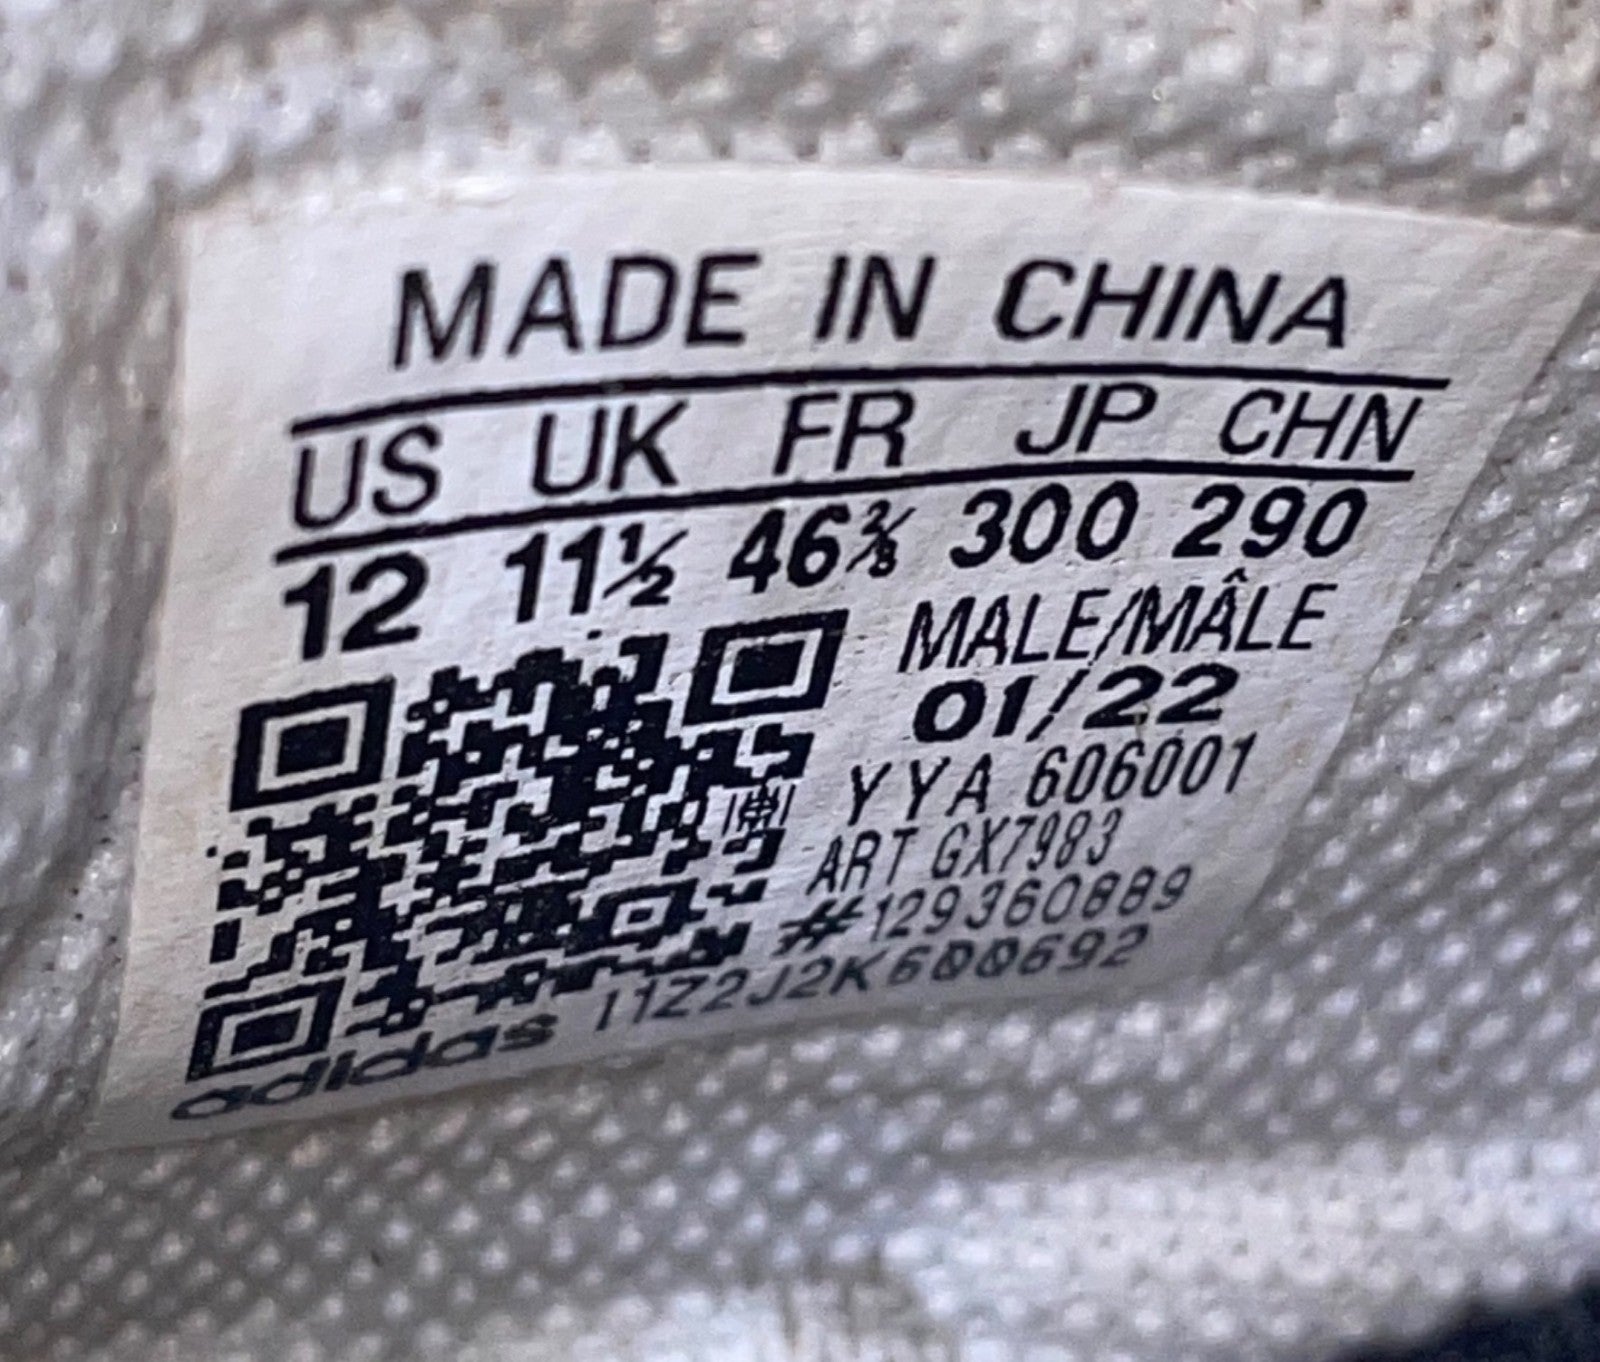 MADE IN CHINA
US UK FR JP CHN
12 11½ 46⅔ 300 290
MALE/MÂLE
01/22
YYA 606001
ART GX7983
#129360889
adidas 11Z2J2K600692